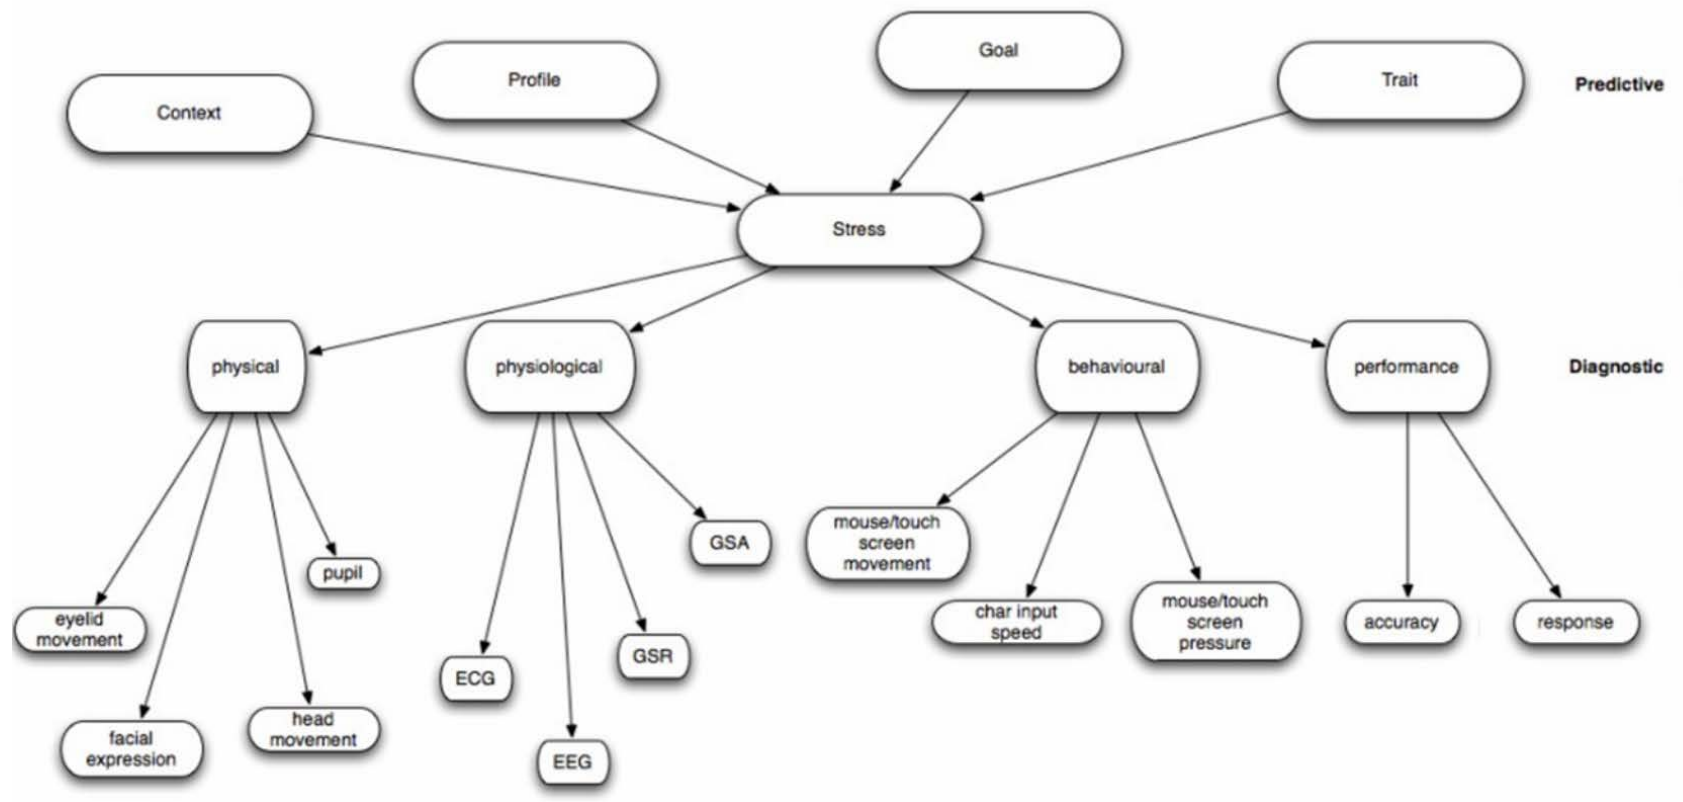 Goal
Profile
Trait
Predictive
Context
Stress
physical
physiological
behavioural
performance
Diagnostic
mouse/touch
screen
movement
GSA
pupil
eyelid
movement
char input
speed
mouse/touch
screen
pressure
accuracy
response
GSR
ECG
head
movement
facial
expression
EEG